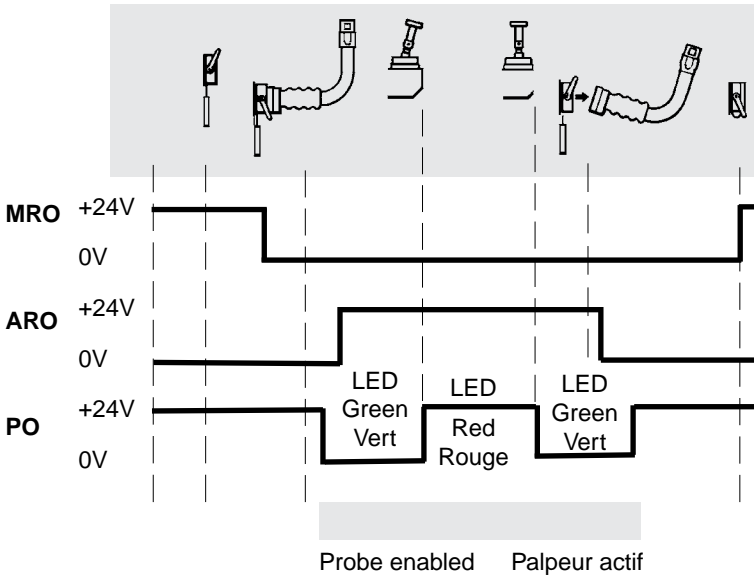 MRO
+24V
0V
ARO
+24V
0V
PO
+24V
0V
LED
Green
Vert
LED
Red
Rouge
LED
Green
Vert
Probe enabled
Palpeur actif